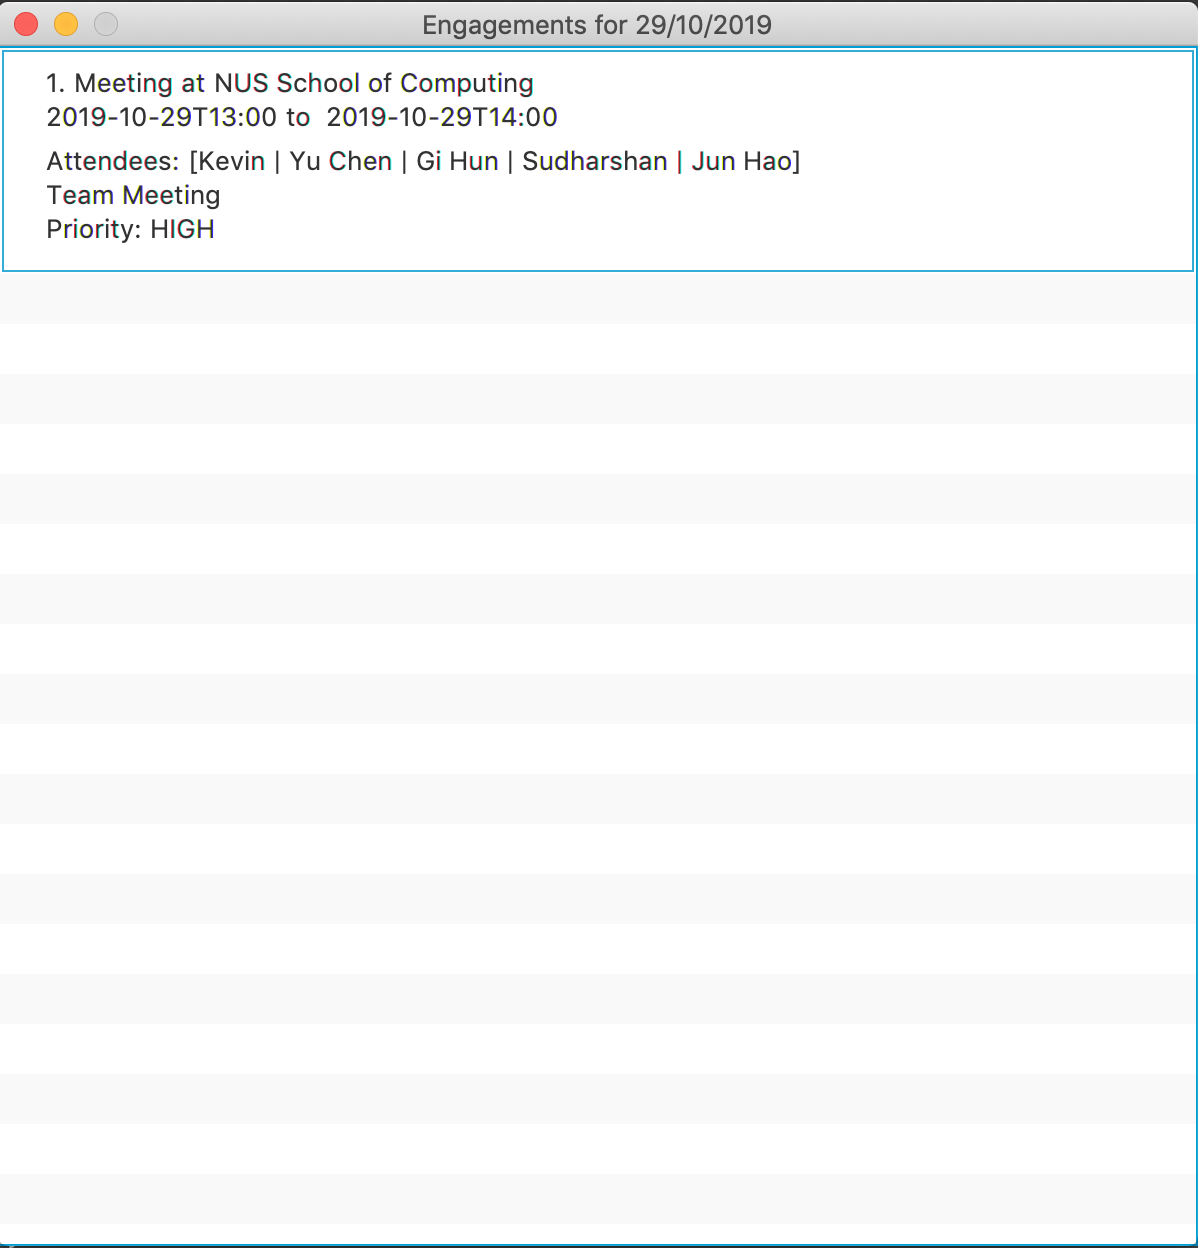 Engagements for 29/10/2019
1. Meeting at NUS School of Computing
2019-10-29T13:00 to  2019-10-29T14:00
Attendees: [Kevin | Yu Chen | Gi Hun | Sudharshan | Jun Hao]
Team Meeting
Priority: HIGH